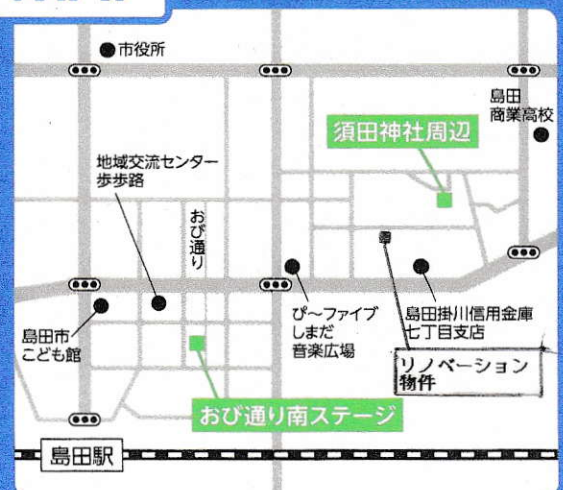 市役所
島田
商業高校
須田神社周辺
地域交流センター
歩歩路
おび通り
島田市
こども館
ぴ〜ファイブ
しまだ
音楽広場
島田掛川信用金庫
七丁目支店
リノベーション
物件
おび通り南ステージ
島田駅